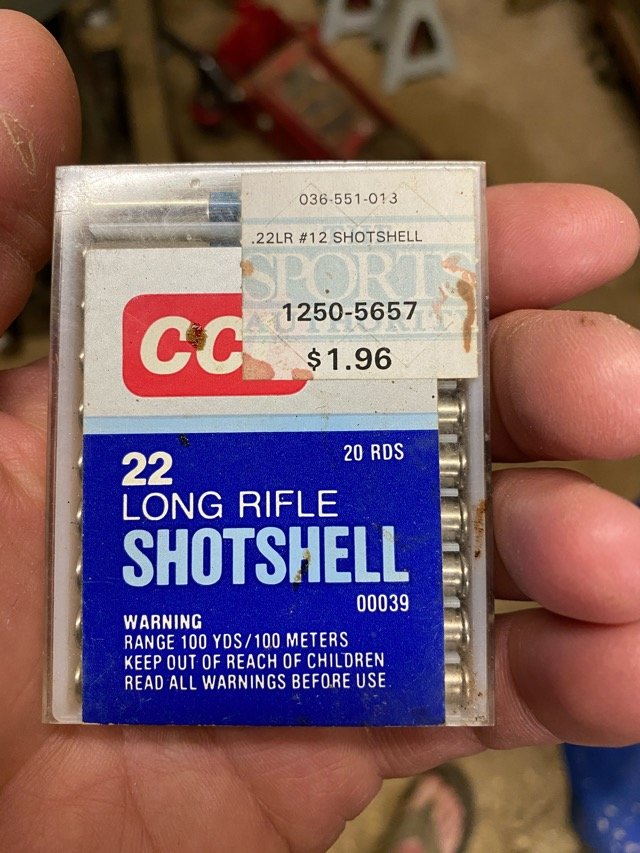 036-551-013
.22LR #12 SHOTSHELL
SPORTS
AUTHORITY
1250-5657
$1.96
CC
22
20 RDS
LONG RIFLE
SHOTSHELL
00039
WARNING
RANGE 100 YDS/100 METERS
KEEP OUT OF REACH OF CHILDREN
READ ALL WARNINGS BEFORE USE